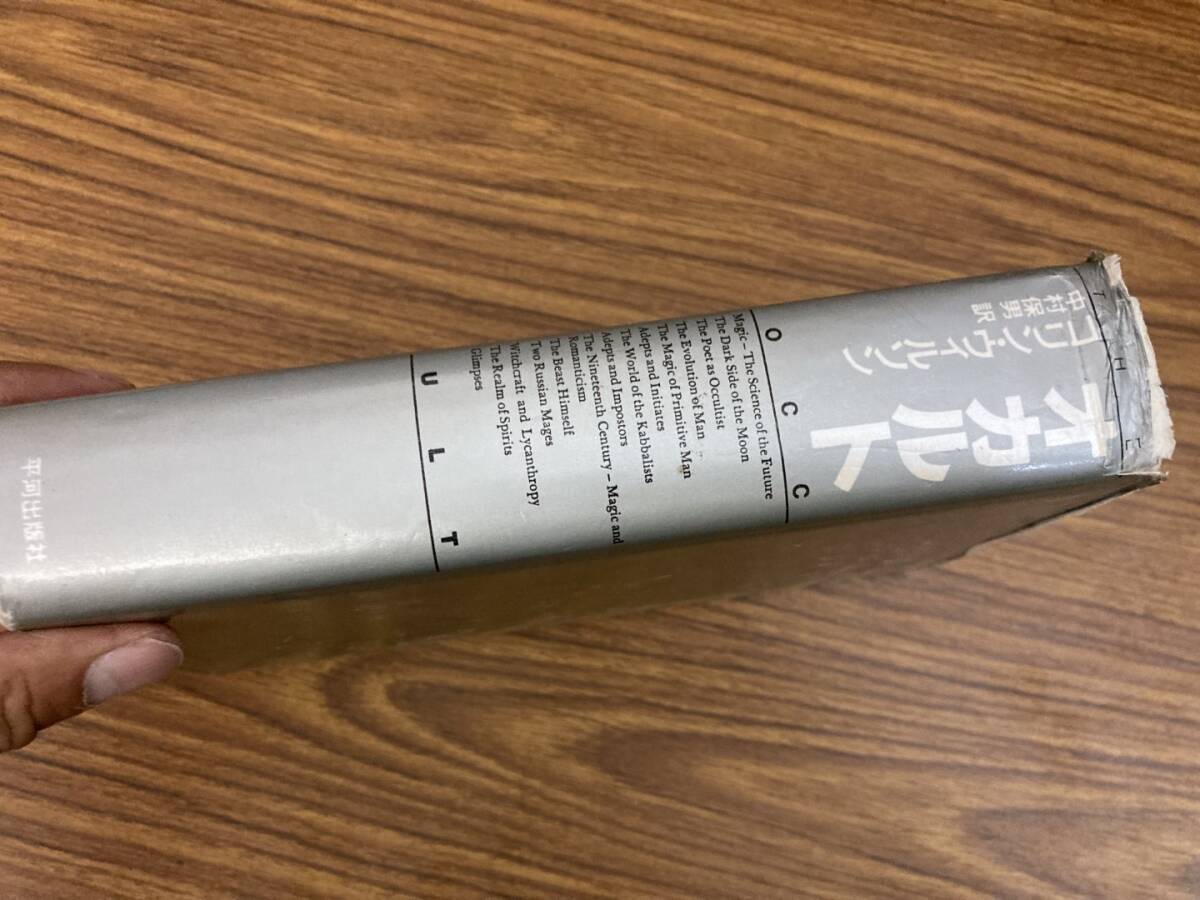 T H E
オカルト
コリン・ウィルソン
中村保男訳
O C C
Magic – The Science of the Future
The Dark Side of the Moon
The Poet as Occultist
The Evolution of Man
The Magic of Primitive Man
Adepts and Initiates
The World of the Kabbalists
Adepts and Impostors
The Nineteenth Century – Magic and
Romanticism
The Beast Himself
Two Russian Mages
Witchcraft and Lycanthropy
The Realm of Spirits
Glimpses
U L T
平河出版社